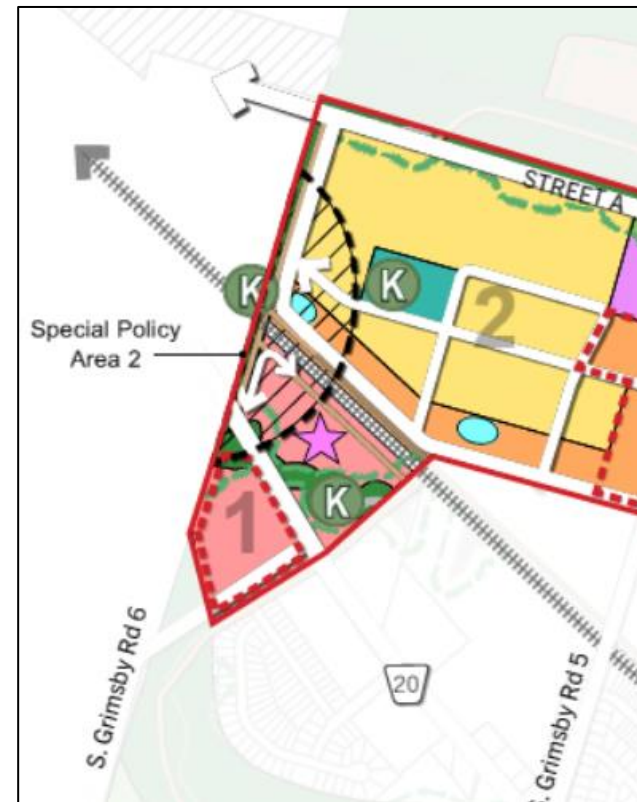 STREET A
K
K
2
Special Policy
Area 2
K
1
20
S. Grimsby Rd 6
S. Grimsby Rd 5